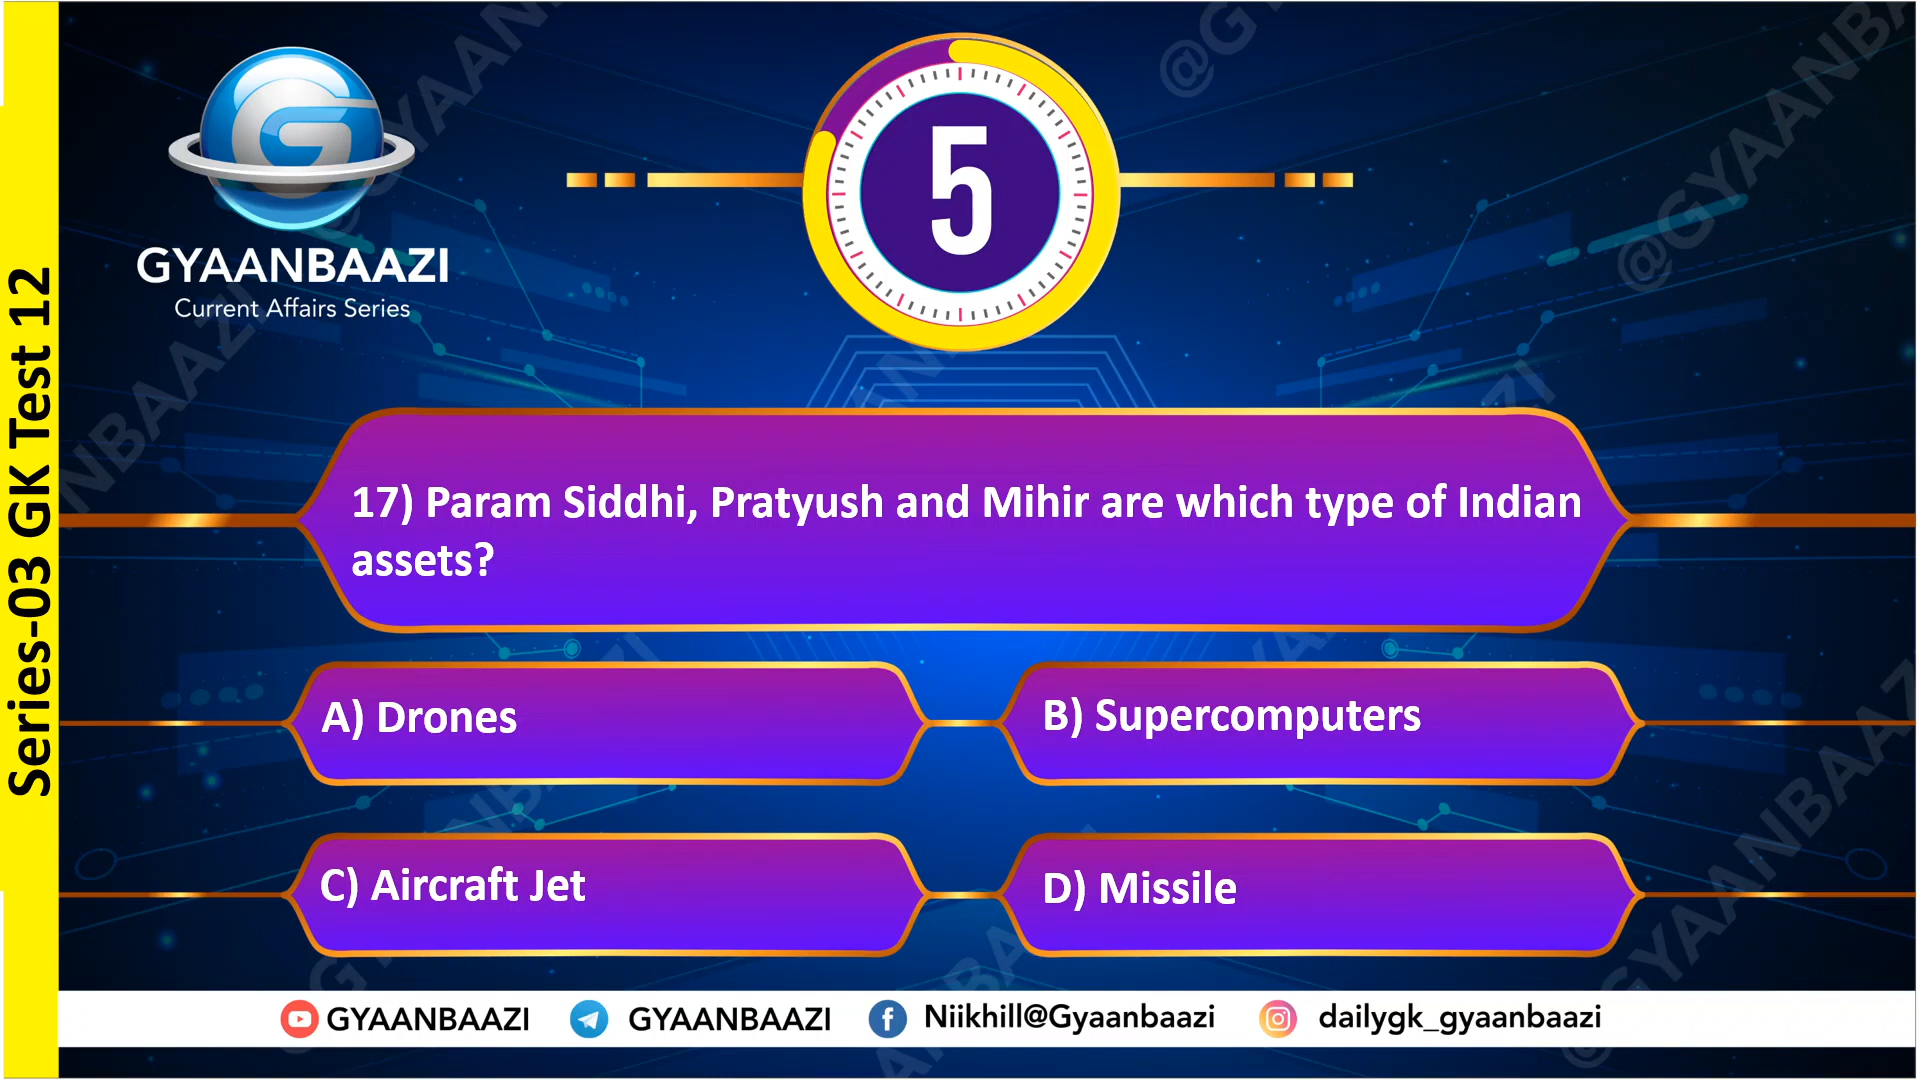 Series-03 GK Test 12
G
GYAANBAAZI
Current Affairs Series
5
17) Param Siddhi, Pratyush and Mihir are which type of Indian
assets?
A) Drones
B) Supercomputers
C) Aircraft Jet
D) Missile
GYAANBAAZI
GYAANBAAZI
Niikhill@Gyaanbaazi
dailygk_gyaanbaazi
@GYAANBAAZI